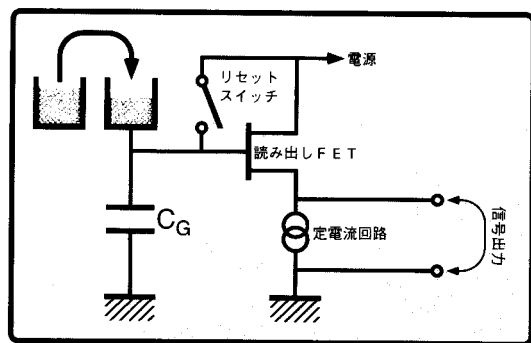 電源
リセット
スイッチ
読み出しFET
CG
定電流回路
信号出力